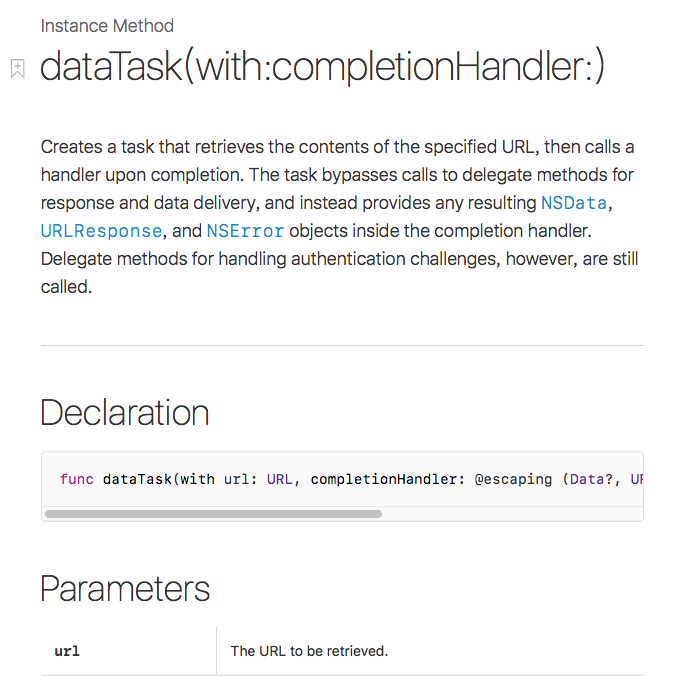 Instance Method
dataTask(with:completionHandler:)
Creates a task that retrieves the contents of the specified URL, then calls a
handler upon completion. The task bypasses calls to delegate methods for
response and data delivery, and instead provides any resulting NSData,
URLResponse, and NSError objects inside the completion handler.
Delegate methods for handling authentication challenges, however, are still
called.
Declaration
func dataTask(with url: URL, completionHandler: @escaping (Data?, 
Parameters
url The URL to be retrieved.